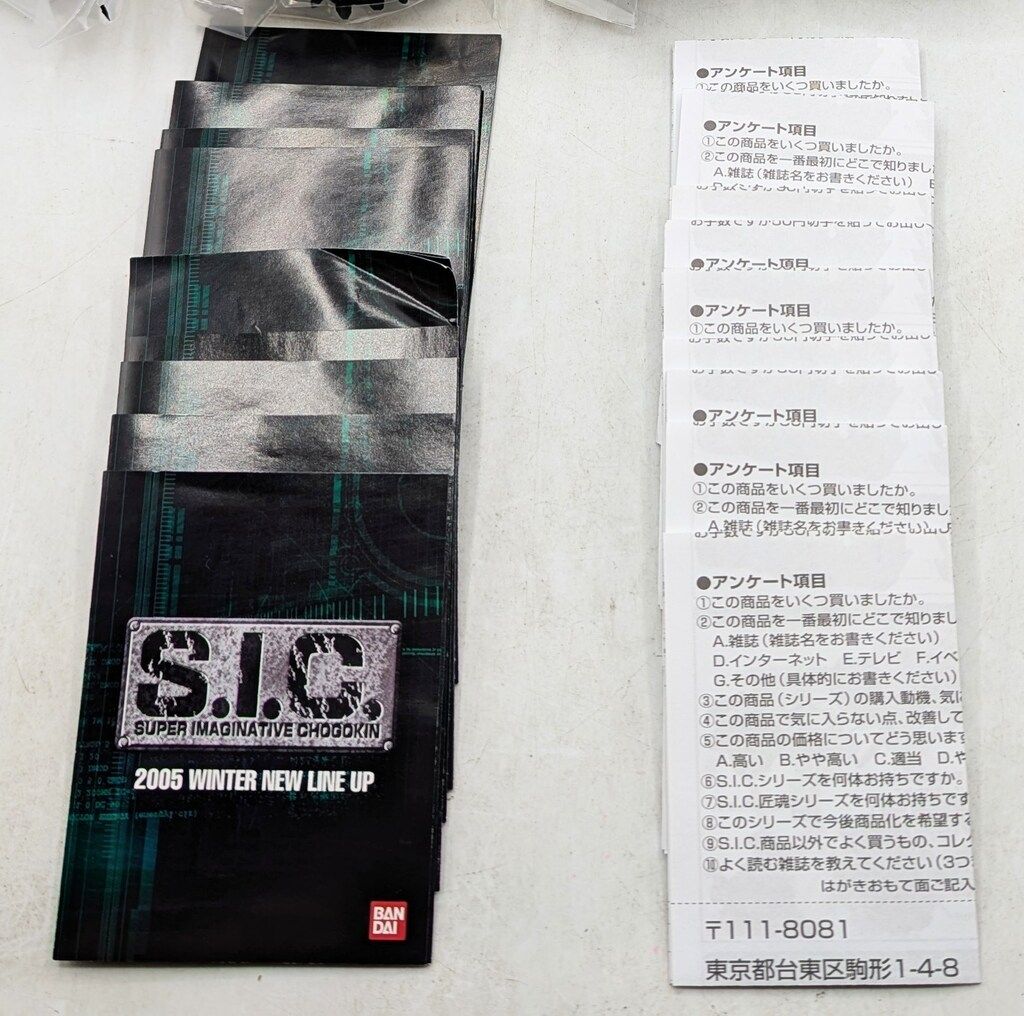 S.I.C.
SUPER IMAGINATIVE CHOGOKIN
2005 WINTER NEW LINE UP
BAN
DAI
●アンケート項目
①この商品をいくつ買いましたか。
●アンケート項目
①この商品をいくつ買いましたか。
②この商品を一番最初にどこで知りまし
A.雑誌(雑誌名をお書きください)
●アンケート項目
●アンケート項目
①この商品をいくつ買いましたか。
●アンケート項目
●アンケート項目
①この商品をいくつ買いましたか。
②この商品を一番最初にどこで知りまし
A.雑誌(雑誌名をお書きください)
●アンケート項目
①この商品をいくつ買いましたか。
②この商品を一番最初にどこで知りまし
A.雑誌(雑誌名をお書きください)
D.インターネット E.テレビ F.イベ
G.その他(具体的にお書きください)
③この商品(シリーズ)の購入動機、気に
④この商品で気に入らない点、改善して
⑤この商品の価格についてどう思います
A.高い B.やや高い C.適当 D.や
⑥S.I.C.シリーズを何体お持ちですか。
⑦S.I.C.匠魂シリーズを何体お持ちです
⑧このシリーズで今後商品化を希望する
⑨S.I.C.商品以外でよく買うもの、コレク
⑩よく読む雑誌を教えてください(3つ
はがきおもて面ご記入
〒111-8081
東京都台東区駒形1-4-8